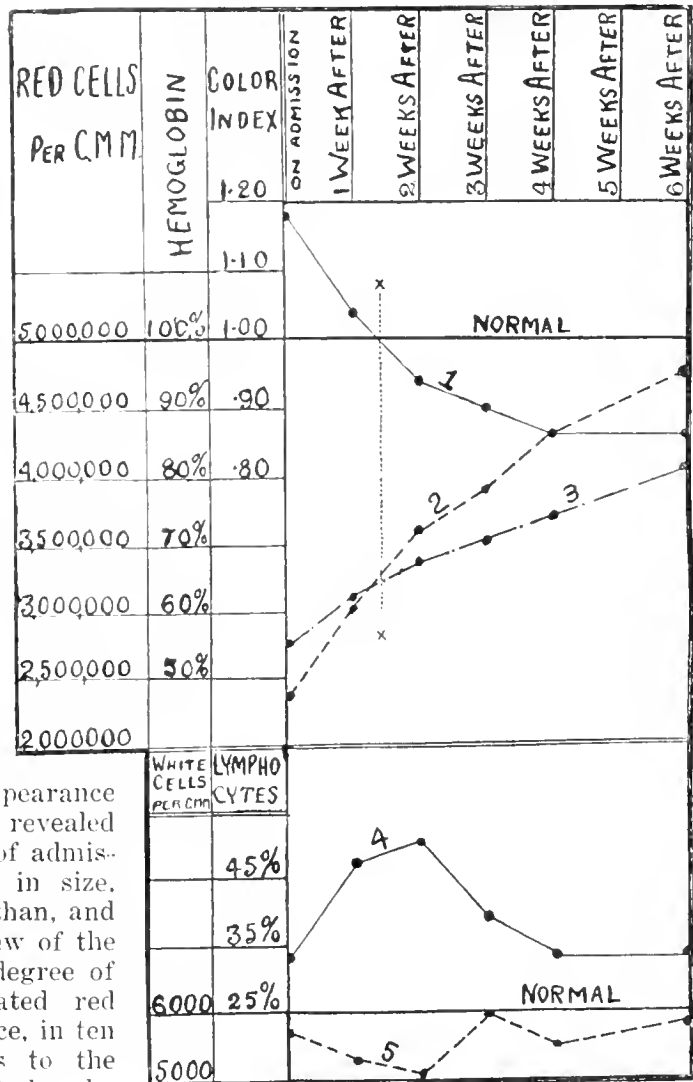 RED CELLS
PER C.M M.
HEMOGLOBIN
COLOR
INDEX
ON ADMISSION
1 WEEK AFTER
2 WEEKS AFTER
3 WEEKS AFTER
4 WEEKS AFTER
5 WEEKS AFTER
6 WEEKS AFTER
1·20
1·10
x
5,000,000 100% 1·00 NORMAL
1
4,500,000 90% ·90
4,000,000 80% ·80
2
3
3,500,000 70%
3,000,000 60%
x
2,500,000 50%
2,000000
WHITE
CELLS
PER CMM
LYMPHO
CYTES
4
45%
35%
6000 25% NORMAL
5
5000
pearance
revealed
of admis-
in size,
than, and
ew of the
degree of
ated red
ce, in ten
s to the